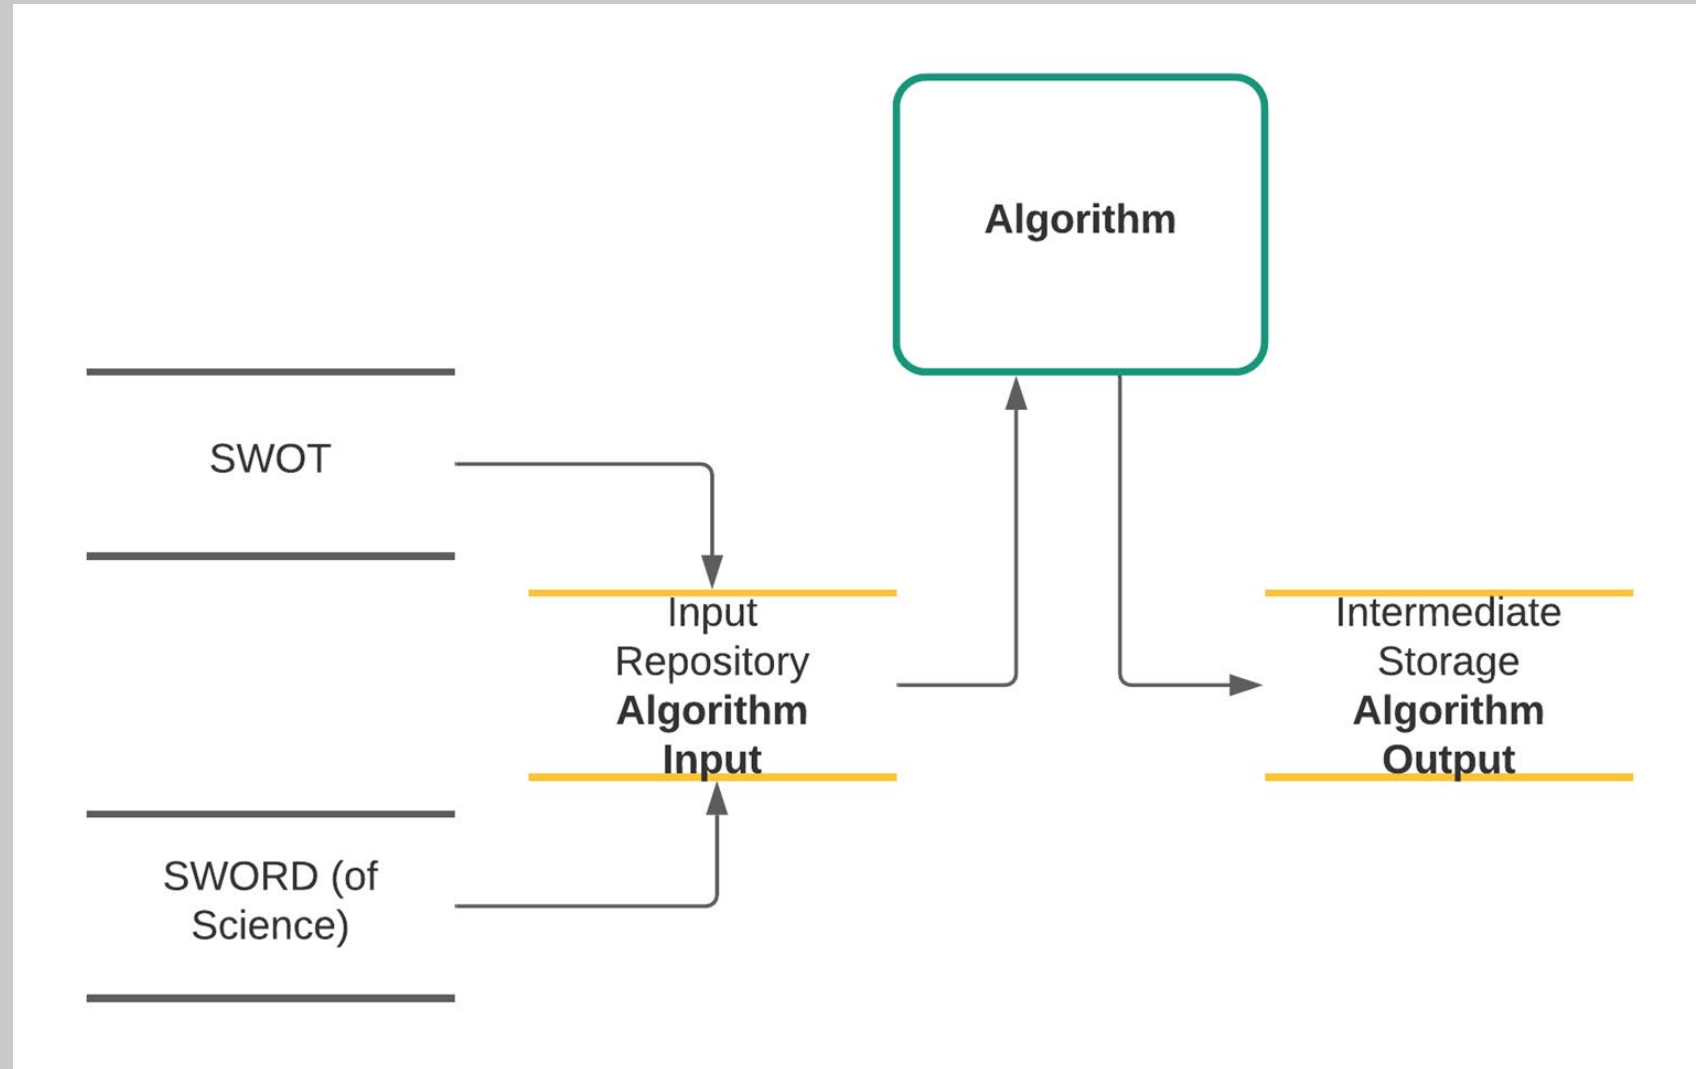 Algorithm
SWOT
Input
Repository
Algorithm
Input
Intermediate
Storage
Algorithm
Output
SWORD (of
Science)